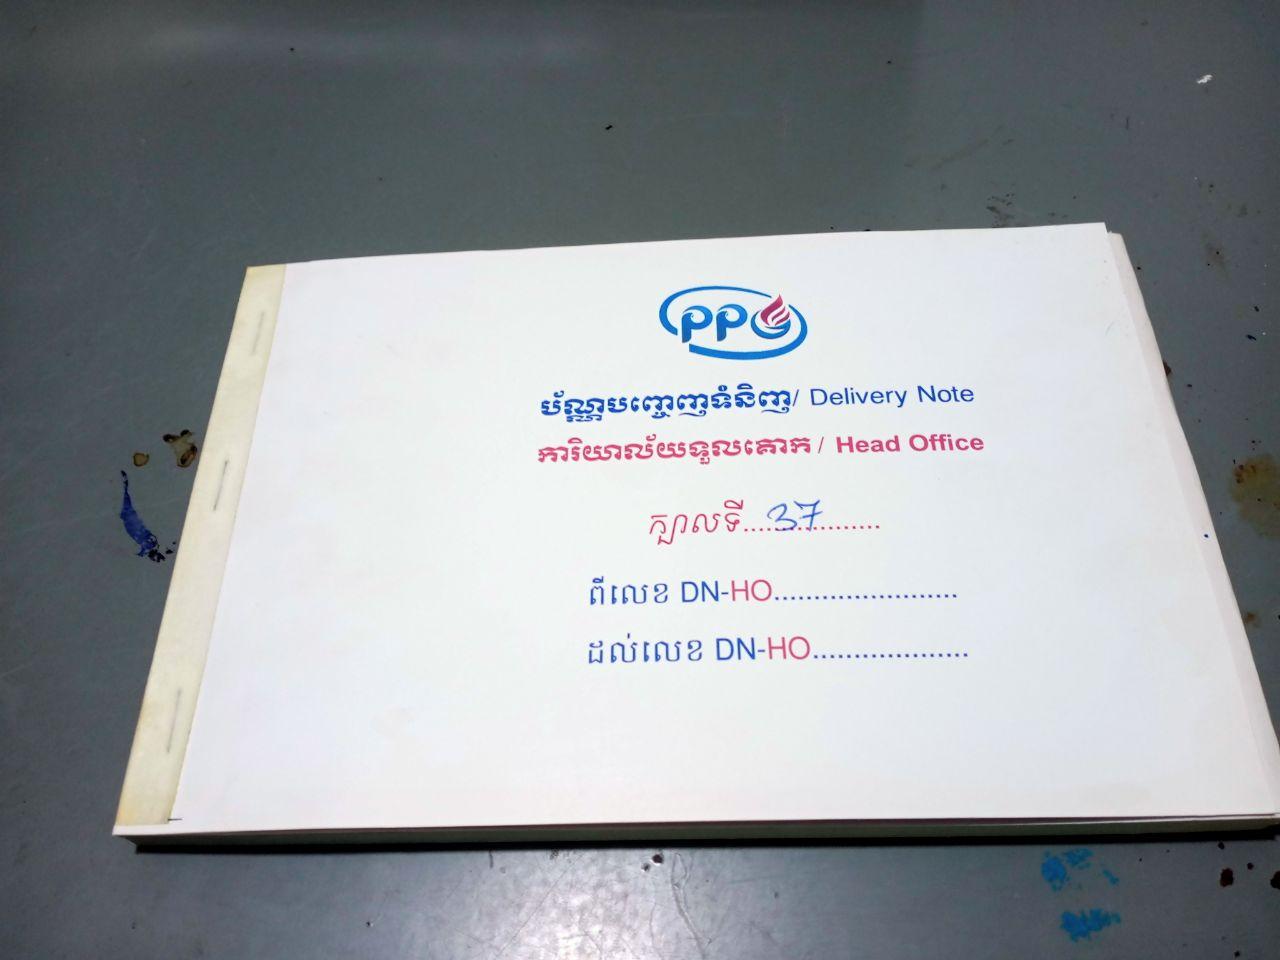 PPG
ប័ណ្ណបញ្ចេញទំនិញ/ Delivery Note
ការិយាល័យទួលគោក / Head Office
ក្បាលទី.....37............
ពីលេខ DN-HO.......................
ដល់លេខ DN-HO...................